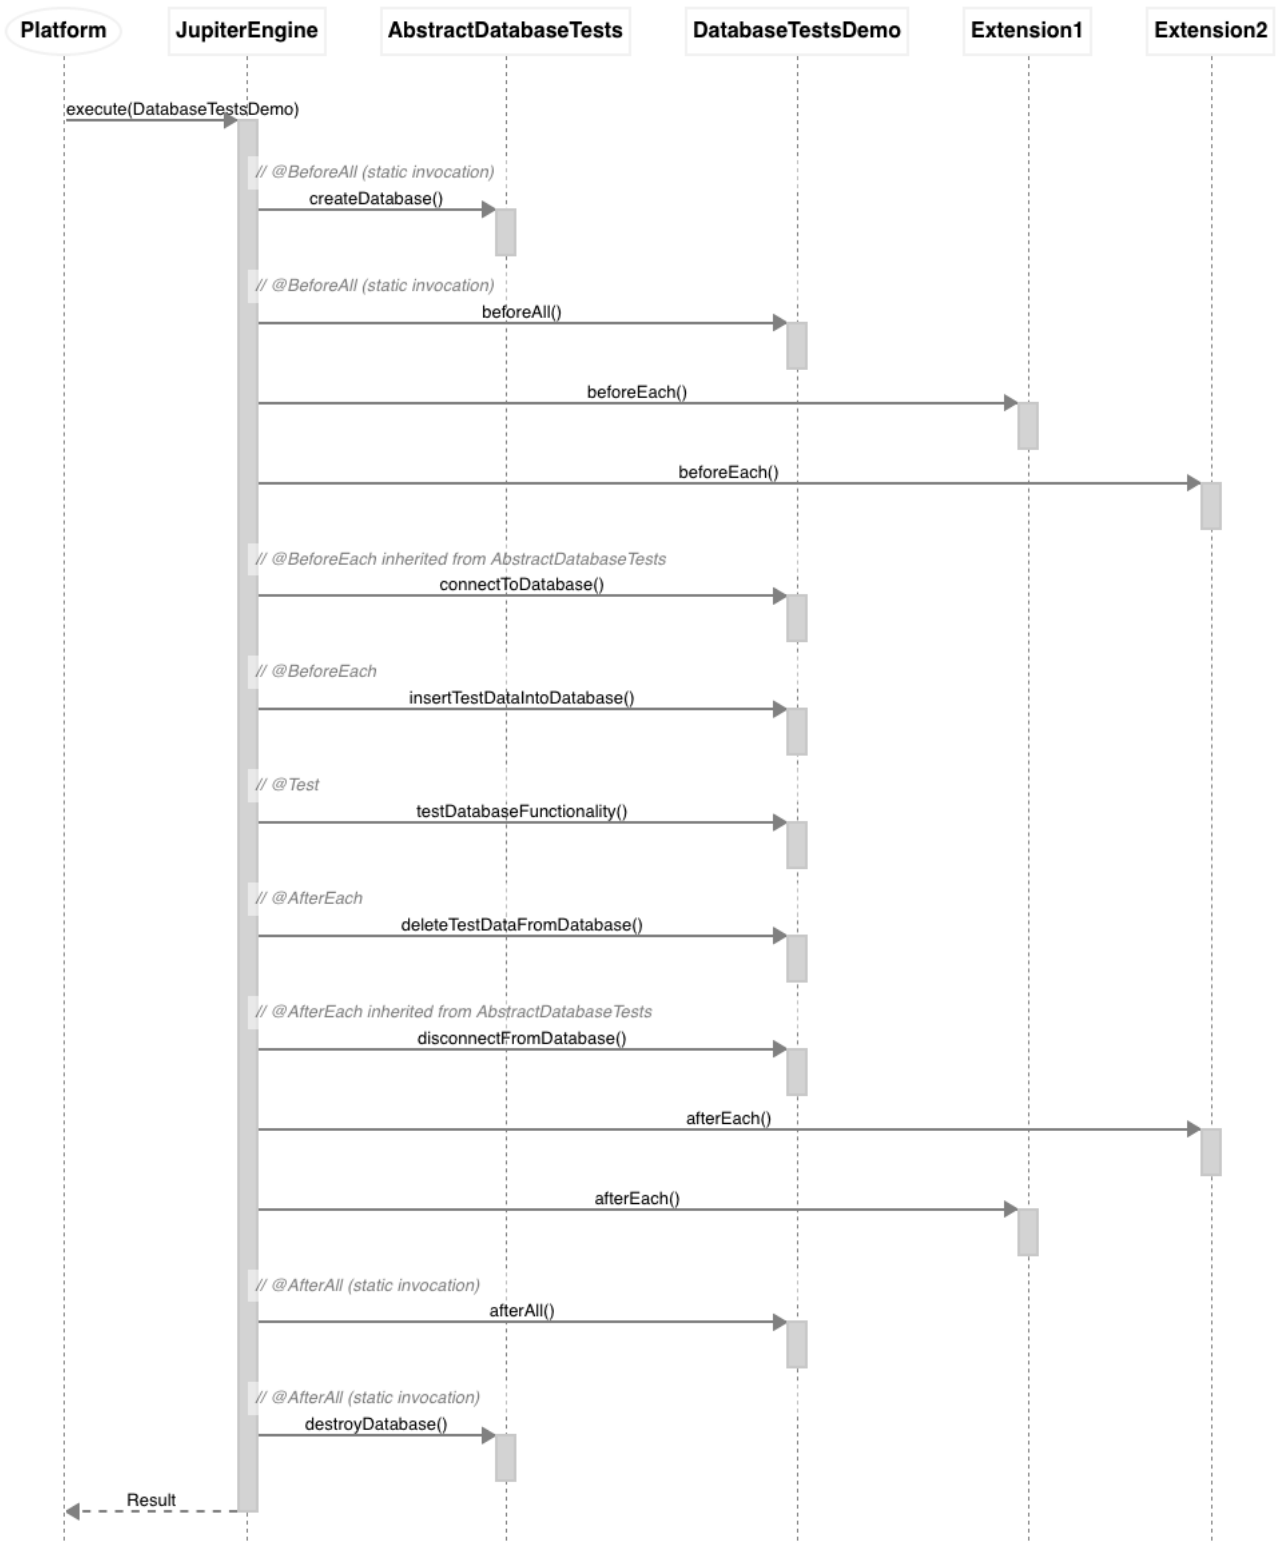 Platform JupiterEngine AbstractDatabaseTests DatabaseTestsDemo Extension1 Extension2
execute(DatabaseTestsDemo)
// @BeforeAll (static invocation)
createDatabase()
// @BeforeAll (static invocation)
beforeAll()
beforeEach()
beforeEach()
// @BeforeEach inherited from AbstractDatabaseTests
connectToDatabase()
// @BeforeEach
insertTestDataIntoDatabase()
// @Test
testDatabaseFunctionality()
// @AfterEach
deleteTestDataFromDatabase()
// @AfterEach inherited from AbstractDatabaseTests
disconnectFromDatabase()
afterEach()
afterEach()
// @AfterAll (static invocation)
afterAll()
// @AfterAll (static invocation)
destroyDatabase()
Result